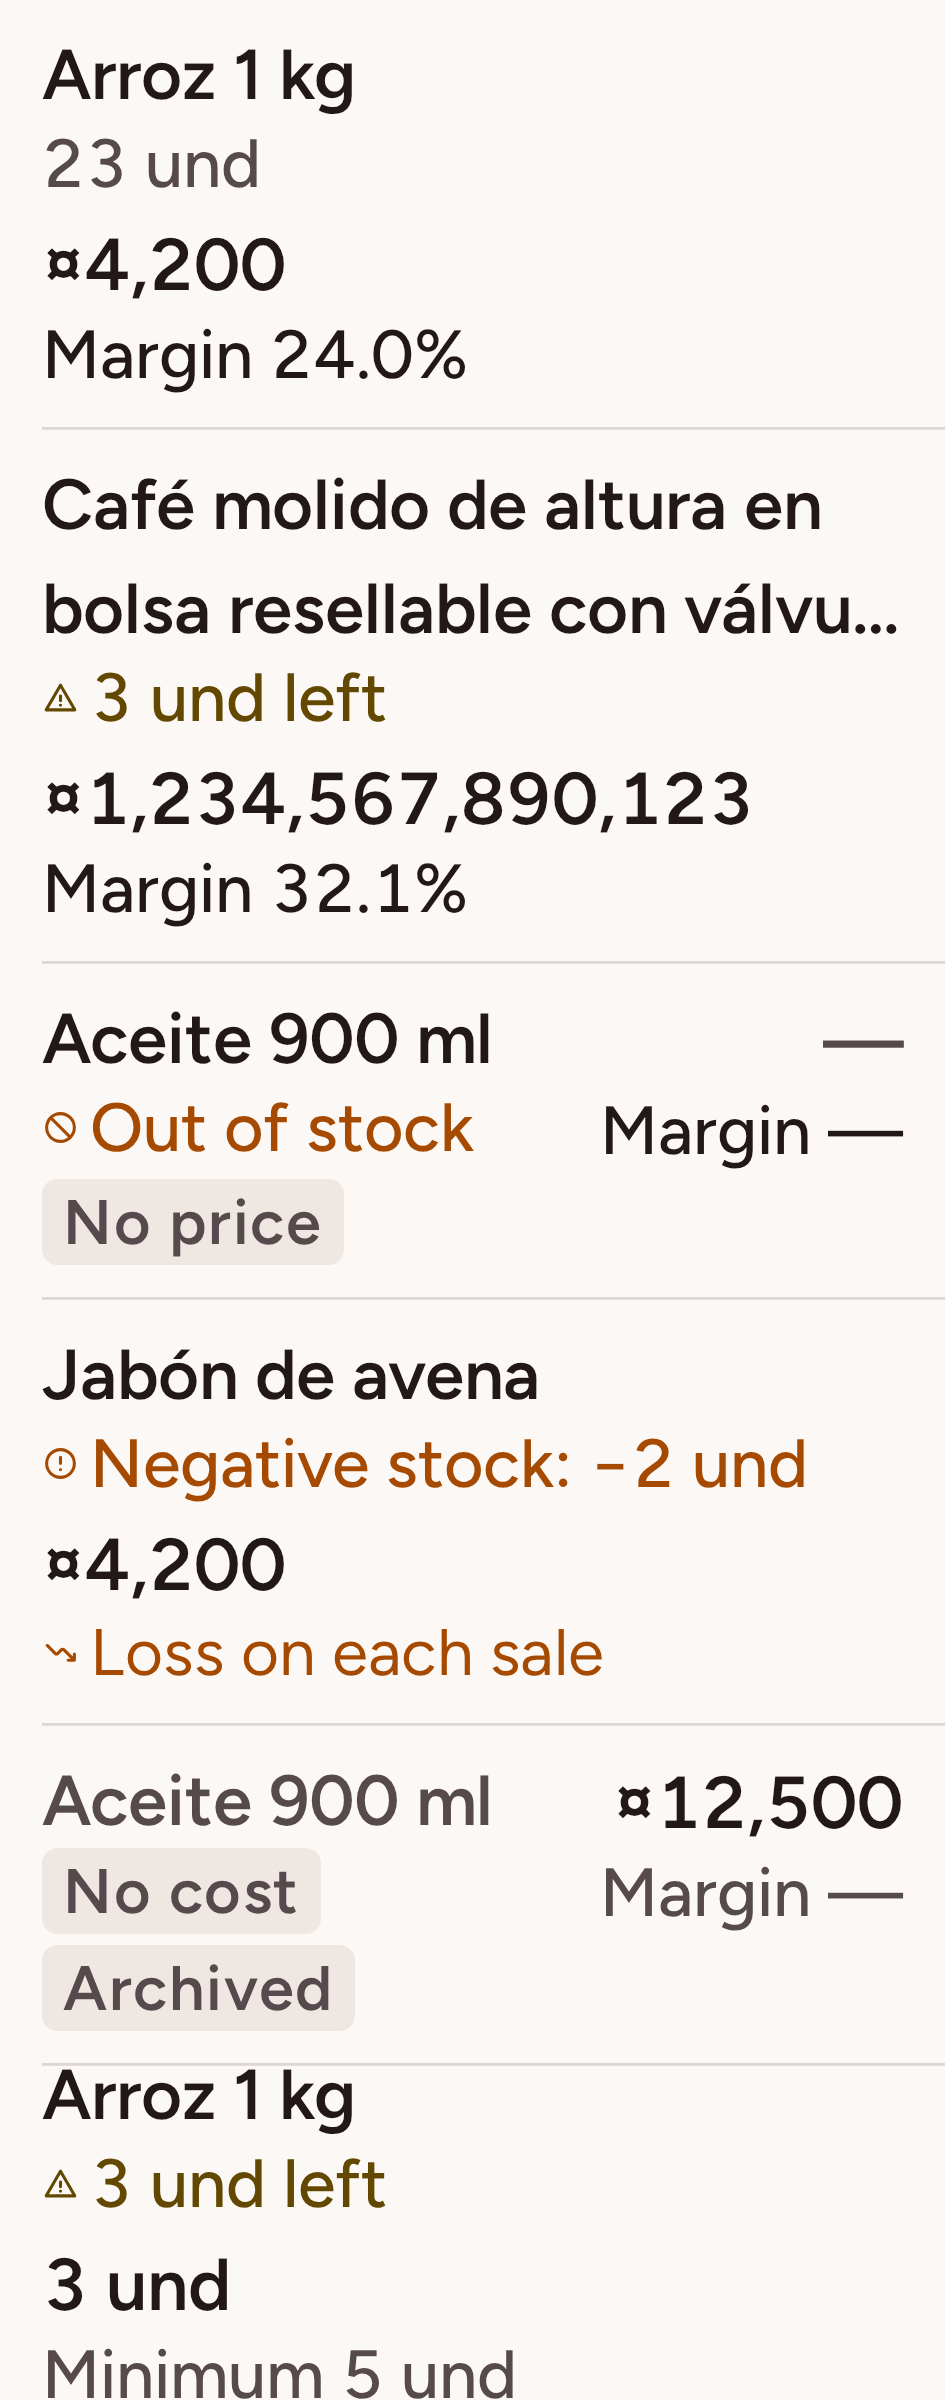 Arroz 1 kg
23 und
¤4,200
Margin 24.0%
Café molido de altura en
bolsa resellable con válvu...
3 und left
¤1,234,567,890,123
Margin 32.1%
Aceite 900 ml —
Out of stock Margin —
No price
Jabón de avena
Negative stock: −2 und
¤4,200
Loss on each sale
Aceite 900 ml ¤12,500
No cost Margin —
Archived
Arroz 1 kg
3 und left
3 und
Minimum 5 und